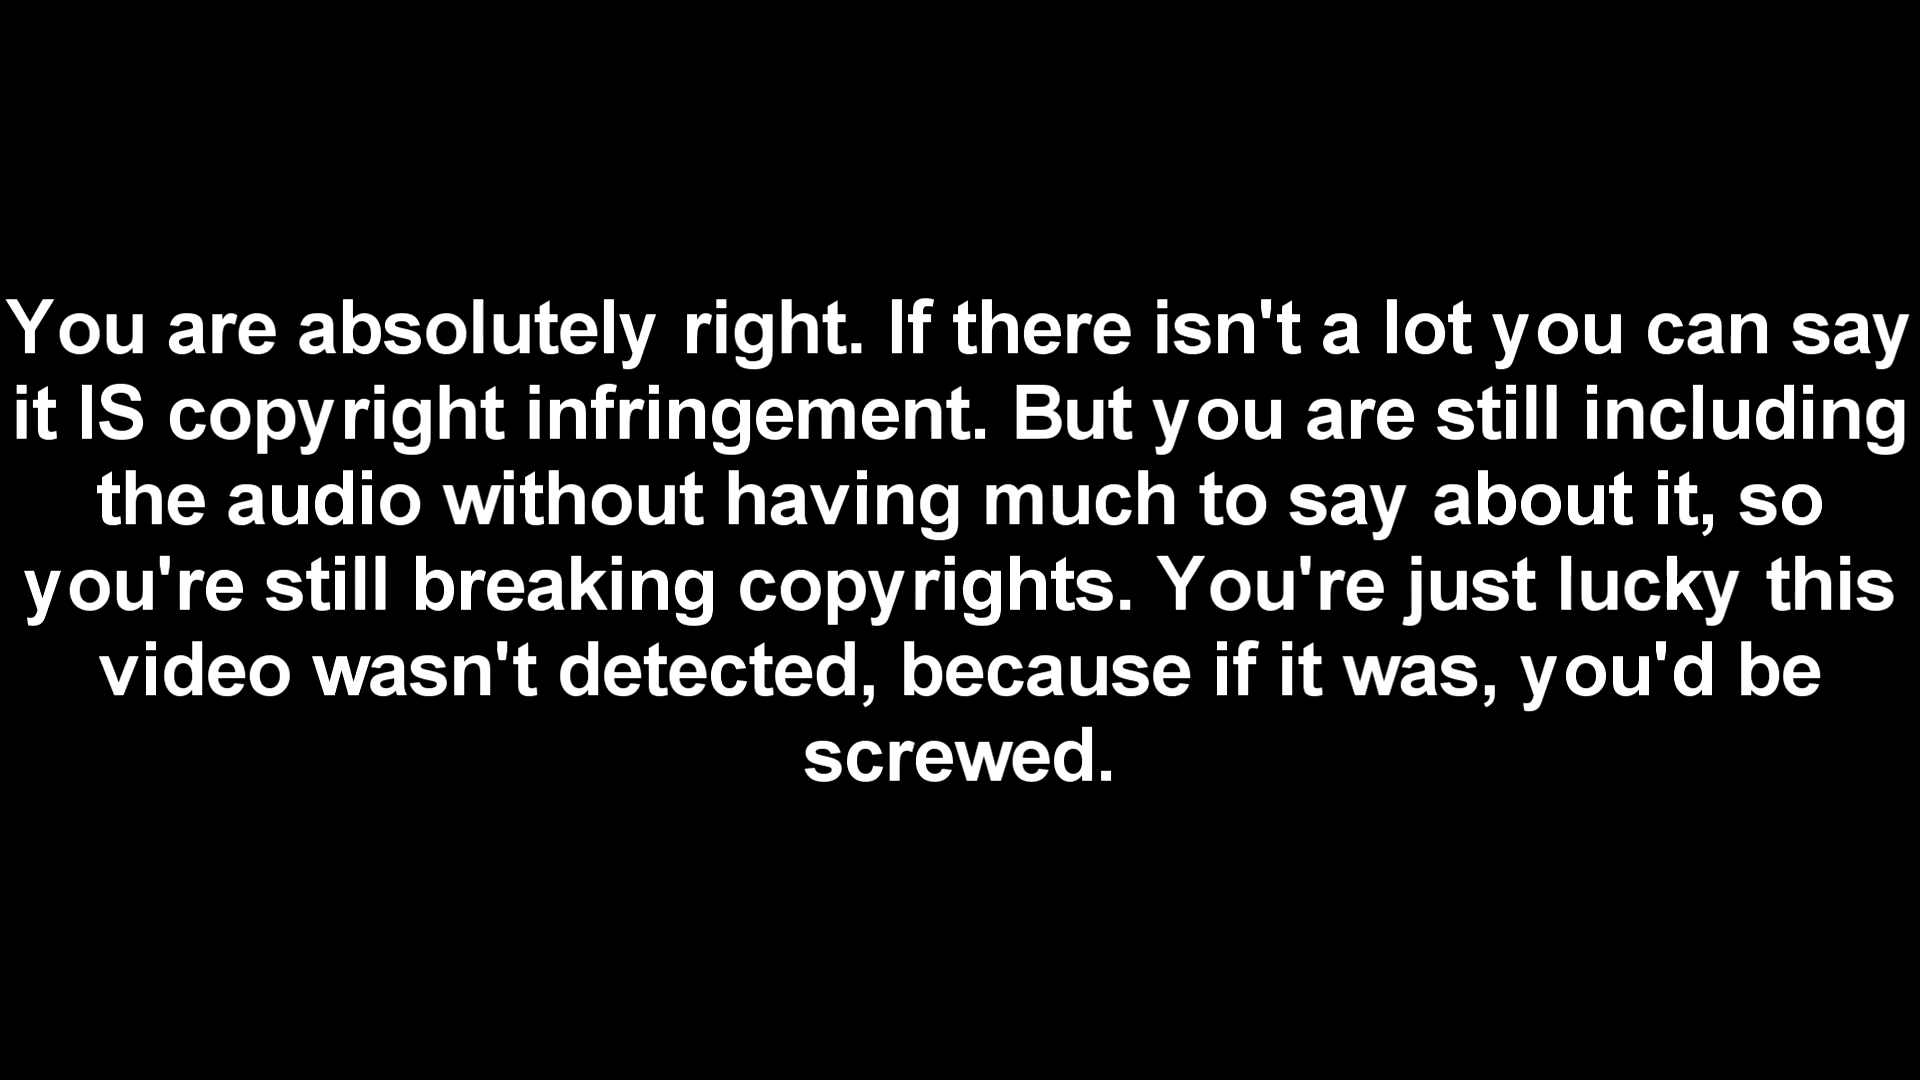 You are absolutely right. If there isn't a lot you can say
it IS copyright infringement. But you are still including
the audio without having much to say about it, so
you're still breaking copyrights. You're just lucky this
video wasn't detected, because if it was, you'd be
screwed.